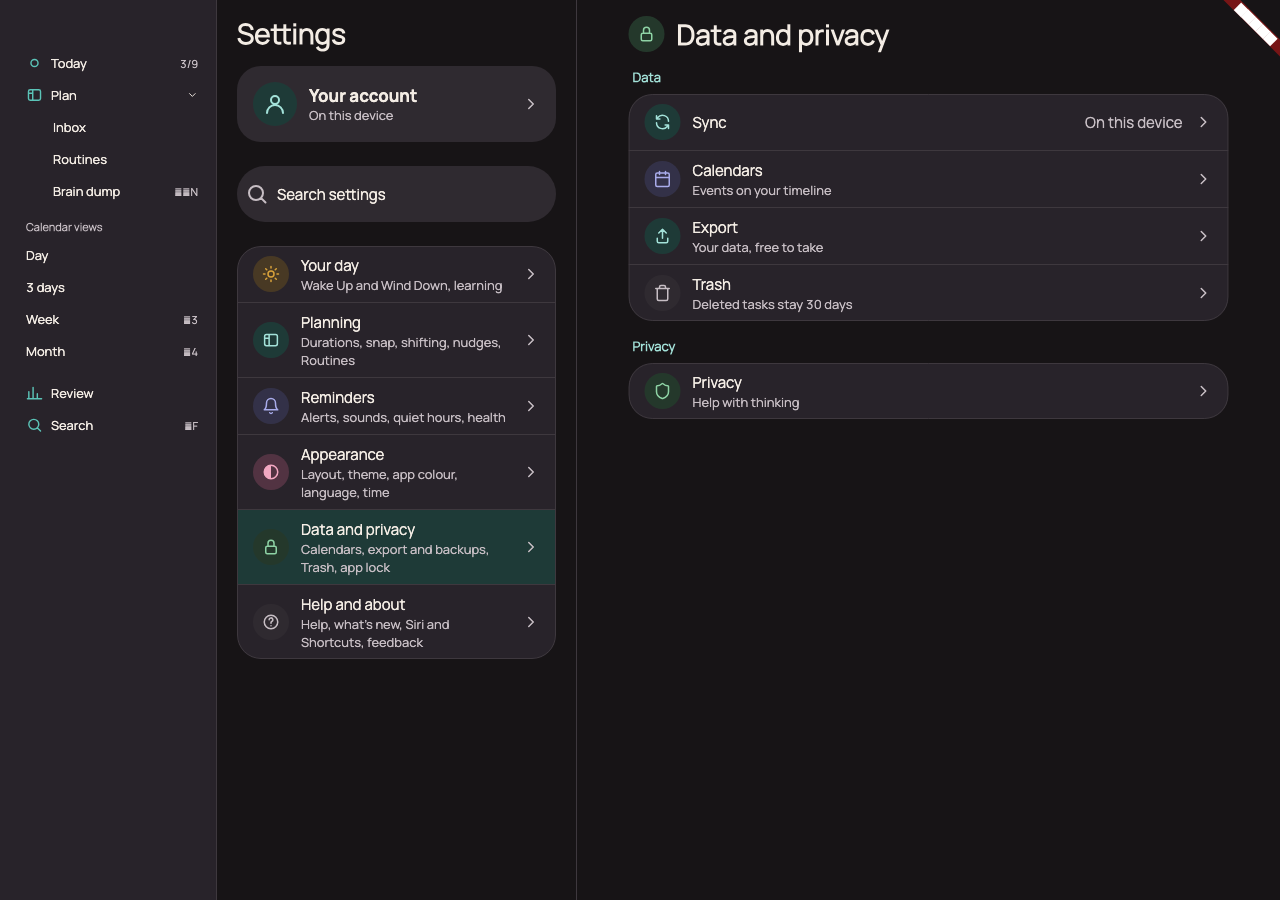 Today 3/9
Plan
Inbox
Routines
Brain dump N
Calendar views
Day
3 days
Week 3
Month 4
Review
Search F
Settings
Your account
On this device
Search settings
Your day
Wake Up and Wind Down, learning
Planning
Durations, snap, shifting, nudges,
Routines
Reminders
Alerts, sounds, quiet hours, health
Appearance
Layout, theme, app colour,
language, time
Data and privacy
Calendars, export and backups,
Trash, app lock
Help and about
Help, what's new, Siri and
Shortcuts, feedback
Data and privacy
Data
Sync On this device
Calendars
Events on your timeline
Export
Your data, free to take
Trash
Deleted tasks stay 30 days
Privacy
Privacy
Help with thinking